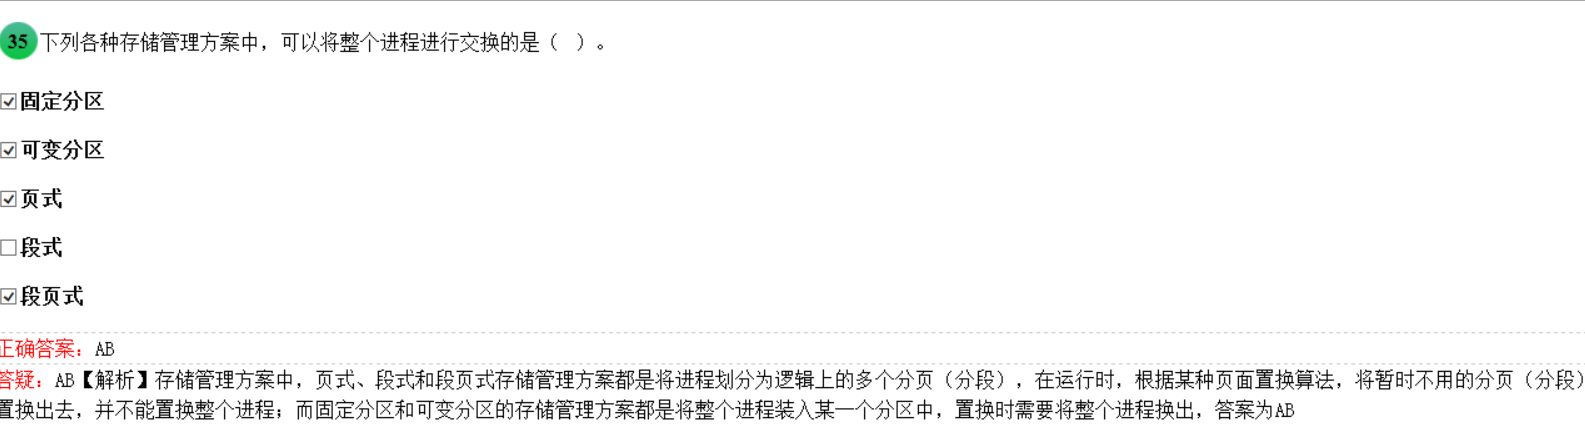 35 下列各种存储管理方案中，可以将整个进程进行交换的是（ ）。
固定分区
可变分区
页式
段式
段页式
正确答案：AB
答疑：AB【解析】存储管理方案中，页式、段式和段页式存储管理方案都是将进程划分为逻辑上的多个分页（分段），在运行时，根据某种页面置换算法，将暂时不用的分页（分段）
置换出去，并不能置换整个进程；而固定分区和可变分区的存储管理方案都是将整个进程装入某一个分区中，置换时需要将整个进程换出，答案为AB